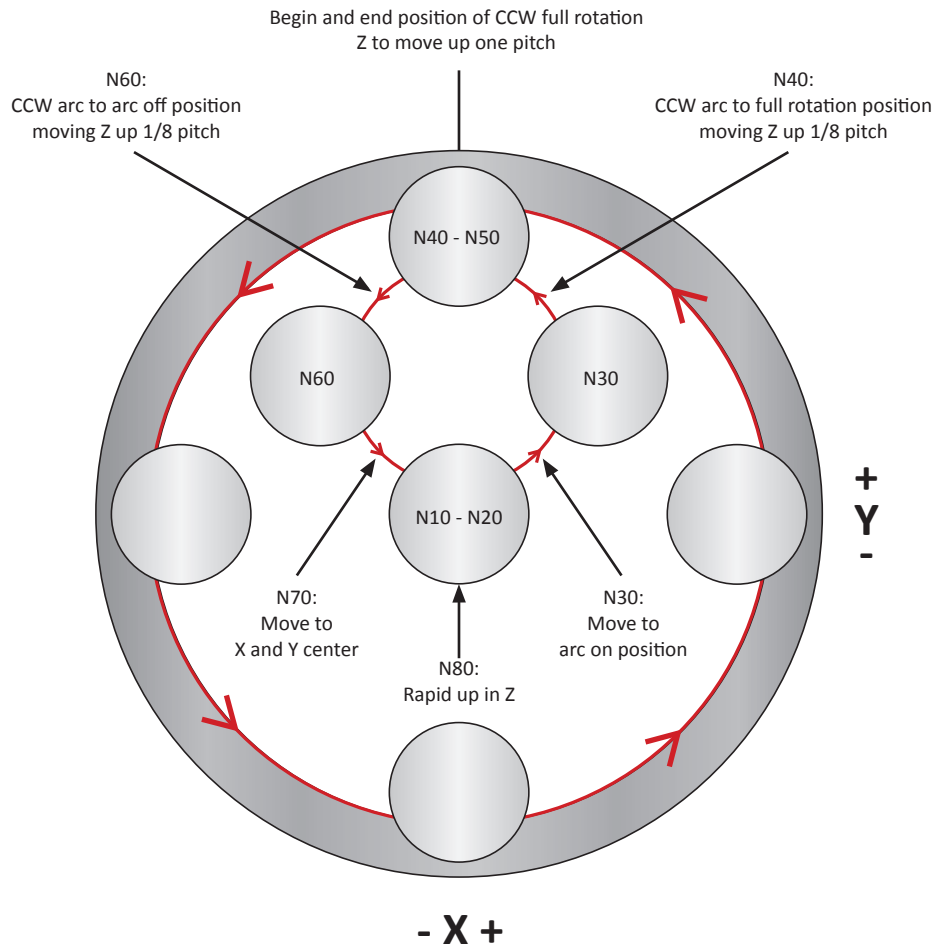 Begin and end position of CCW full rotation
Z to move up one pitch
N60:
CCW arc to arc off position
moving Z up 1/8 pitch
N40:
CCW arc to full rotation position
moving Z up 1/8 pitch
N40 - N50
N60
N30
N10 - N20
+
Y
-
N70:
Move to
X and Y center
N30:
Move to
arc on position
N80:
Rapid up in Z
- X +